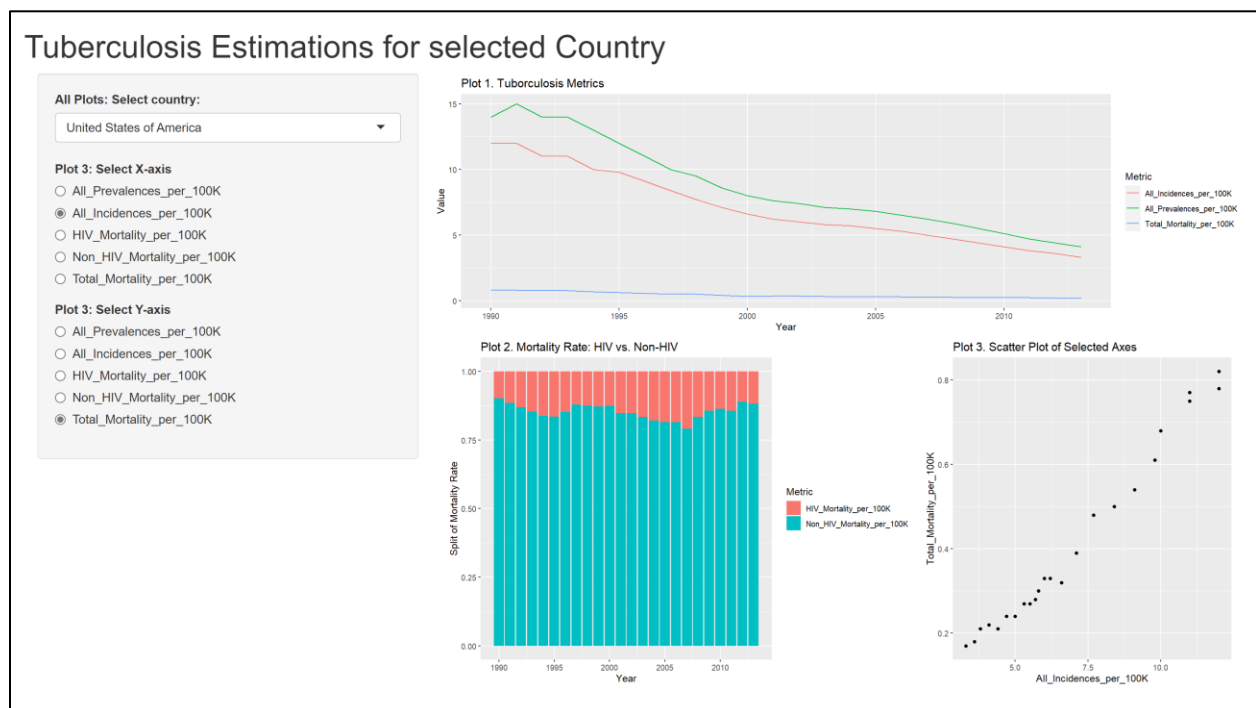 Tuberculosis Estimations for selected Country
All Plots: Select country:
United States of America
Plot 3: Select X-axis
All_Prevalences_per_100K
All_Incidences_per_100K
HIV_Mortality_per_100K
Non_HIV_Mortality_per_100K
Total_Mortality_per_100K
Plot 3: Select Y-axis
All_Prevalences_per_100K
All_Incidences_per_100K
HIV_Mortality_per_100K
Non_HIV_Mortality_per_100K
Total_Mortality_per_100K
Plot 1. Tuborculosis Metrics
15
10
5
0
Value
1990
1995
2000
2005
2010
Year
Metric
All_Incidences_per_100K
All_Prevalences_per_100K
Total_Mortality_per_100K
Plot 2. Mortality Rate: HIV vs. Non-HIV
1.00
0.75
0.50
0.25
0.00
Split of Mortality Rate
1990
1995
2000
2005
2010
Year
Metric
HIV_Mortality_per_100K
Non_HIV_Mortality_per_100K
Plot 3. Scatter Plot of Selected Axes
0.8
0.6
0.4
0.2
Total_Mortality_per_100K
5.0
7.5
10.0
All_Incidences_per_100K